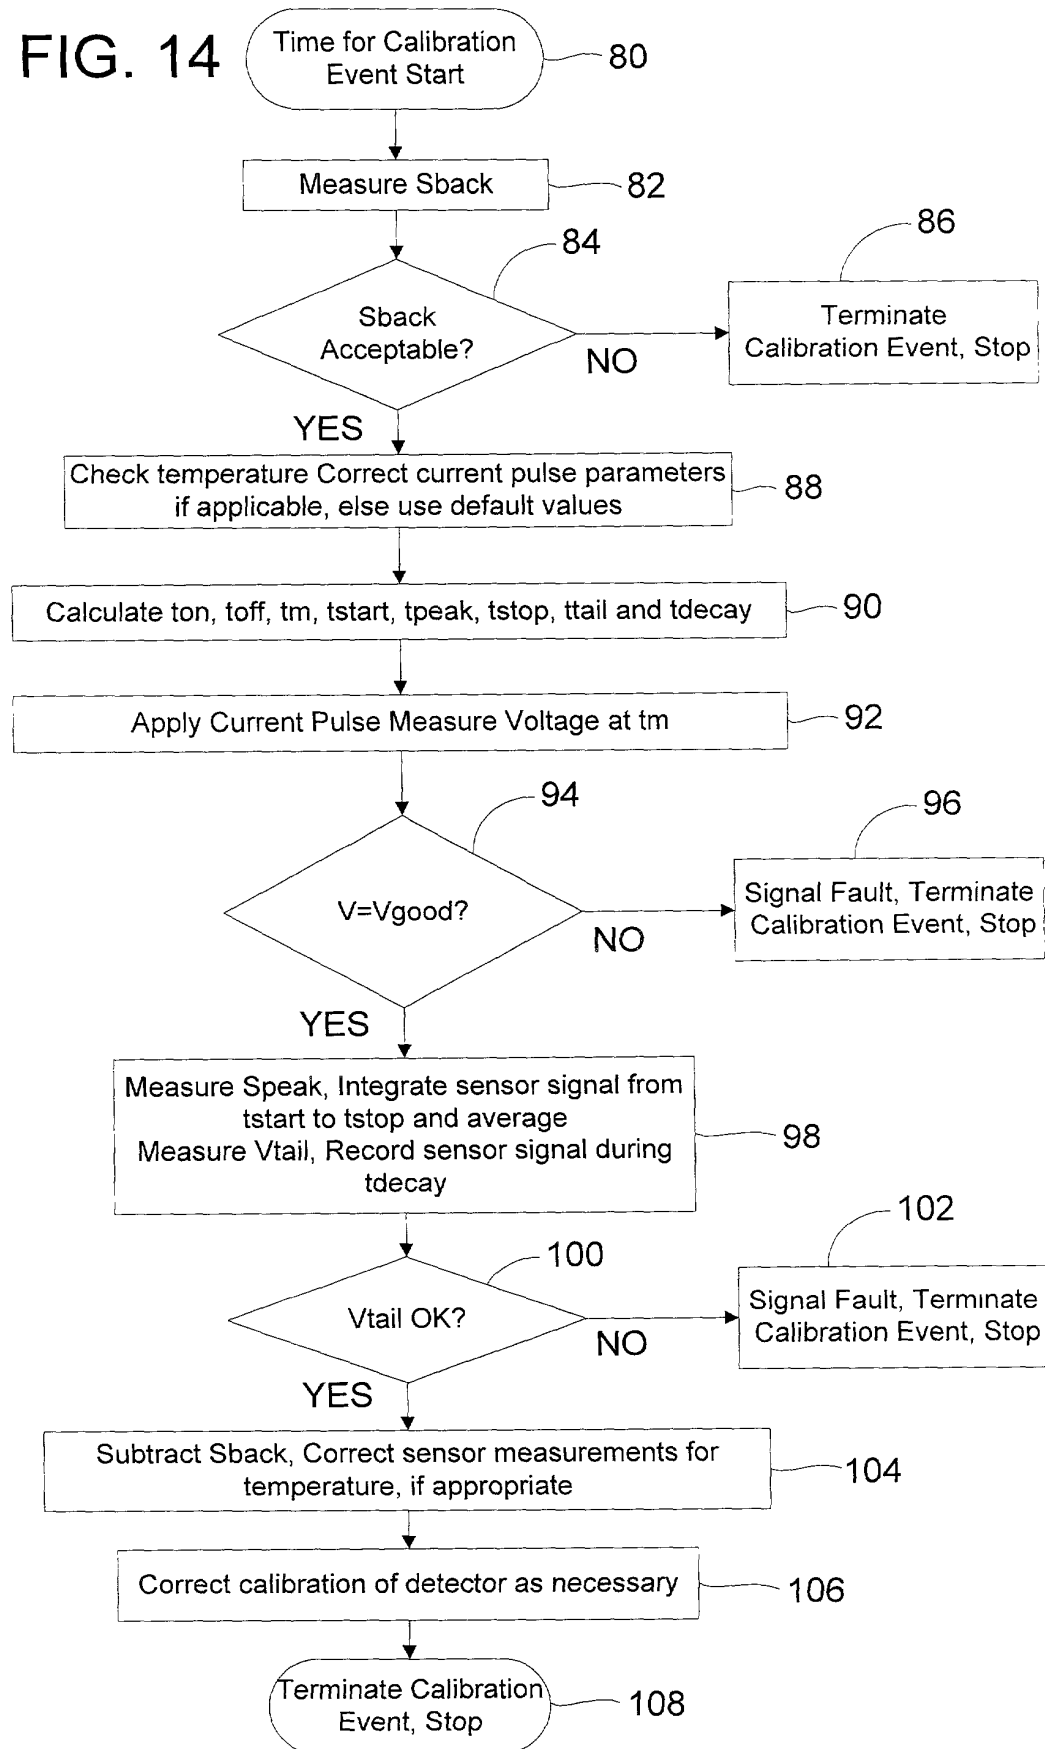 FIG. 14
Time for Calibration
Event Start
80
Measure Sback
82
84
86
Sback
Acceptable?
NO
Terminate
Calibration Event, Stop
YES
Check temperature Correct current pulse parameters
if applicable, else use default values
88
Calculate ton, toff, tm, tstart, tpeak, tstop, ttail and tdecay
90
Apply Current Pulse Measure Voltage at tm
92
94
96
V=Vgood?
NO
Signal Fault, Terminate
Calibration Event, Stop
YES
Measure Speak, Integrate sensor signal from
tstart to tstop and average
Measure Vtail, Record sensor signal during
tdecay
98
100
102
Vtail OK?
NO
Signal Fault, Terminate
Calibration Event, Stop
YES
Subtract Sback, Correct sensor measurements for
temperature, if appropriate
104
Correct calibration of detector as necessary
106
Terminate Calibration
Event, Stop
108